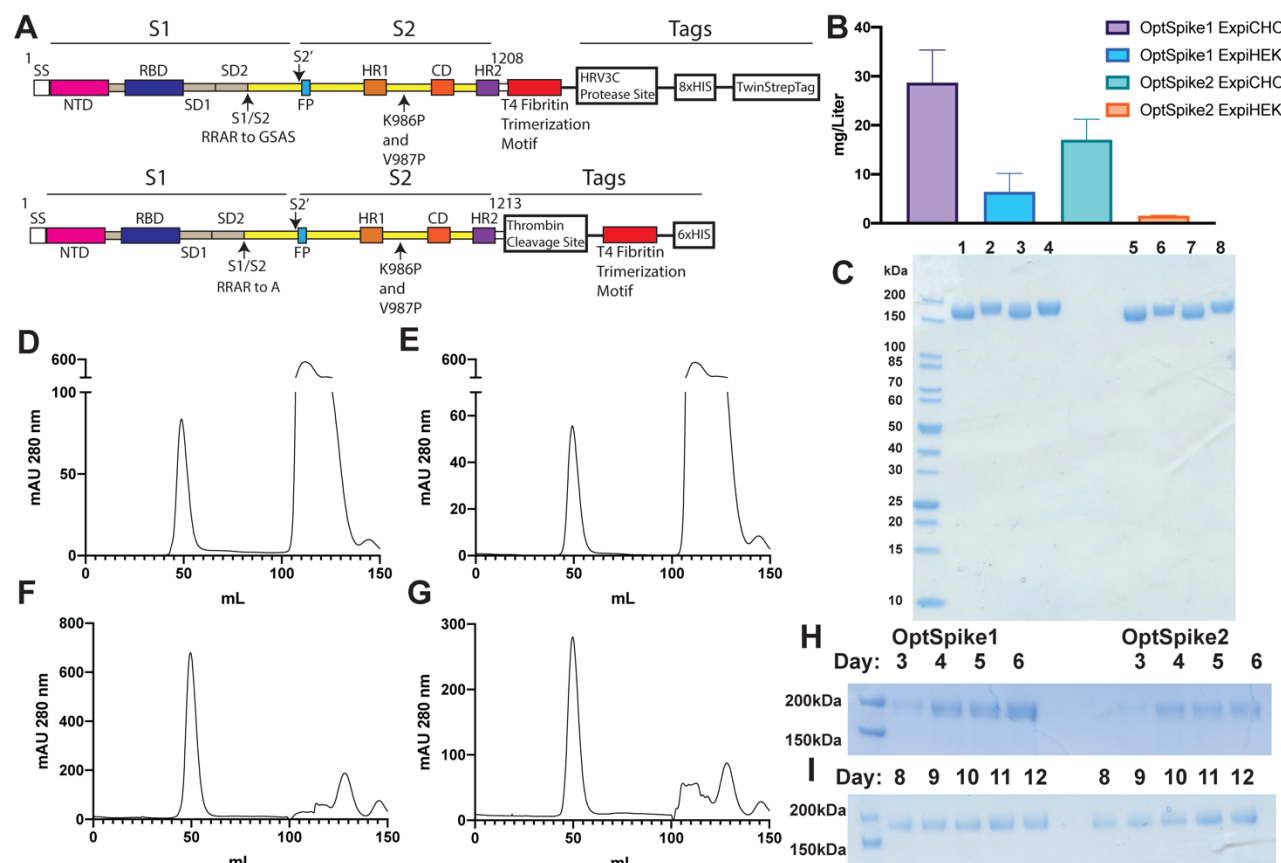 A
S1 S2 Tags
1 SS NTD RBD SD1 SD2 S2' FP HR1 CD HR2 1208
S1/S2
RRAR to GSAS
K986P
and
V987P
T4 Fibritin
Trimerization
Motif
HRV3C
Protease Site
8xHIS
TwinStrepTag
S1 S2 Tags
1 SS NTD RBD SD1 SD2 S2' FP HR1 CD HR2 1213
S1/S2
RRAR to A
K986P
and
V987P
Thrombin
Cleavage Site
T4 Fibritin
Trimerization
Motif
6xHIS
B
mg/Liter
40
30
20
10
0
OptSpike1 ExpiCHO
OptSpike1 ExpiHEK
OptSpike2 ExpiCHO
OptSpike2 ExpiHEK
C
kDa 1 2 3 4 5 6 7 8
200
150
100
85
70
60
50
40
30
25
20
15
10
D
mAU 280 nm
600
100
50
0
0 50 100 150
mL
E
mAU 280 nm
600
60
40
20
0
0 50 100 150
mL
F
mAU 280 nm
800
600
400
200
0
0 50 100 150
mL
G
mAU 280 nm
300
200
100
0
0 50 100 150
mL
H
OptSpike1 OptSpike2
Day: 3 4 5 6 3 4 5 6
200kDa
150kDa
I
Day: 8 9 10 11 12 8 9 10 11 12
200kDa
150kDa